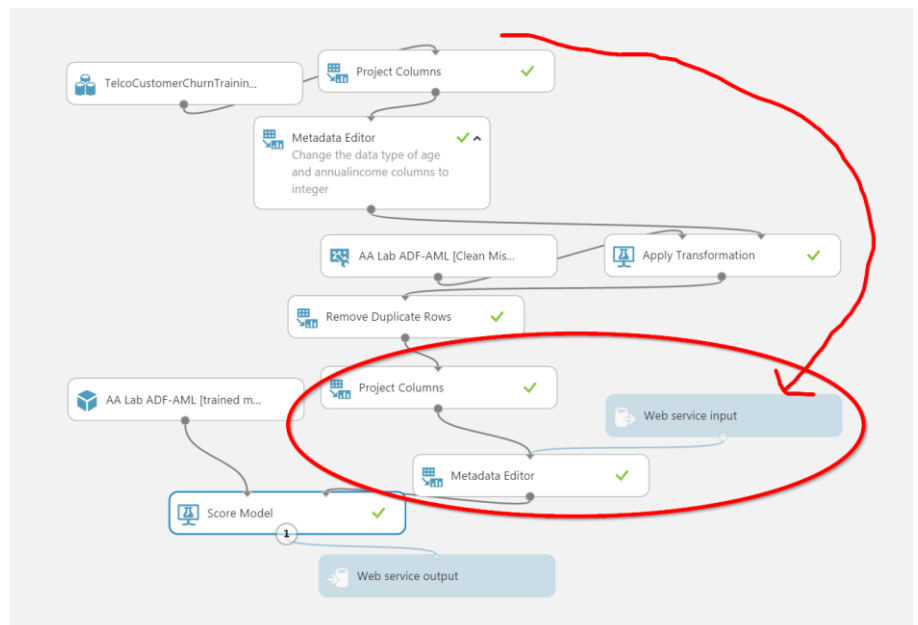 Project Columns
TelcoCustomerChurnTrainin...
Metadata Editor
Change the data type of age
and annualincome columns to
integer
AA Lab ADF-AML [Clean Mis...
Apply Transformation
Remove Duplicate Rows
Project Columns
AA Lab ADF-AML [trained m...
Web service input
Metadata Editor
Score Model
1
Web service output